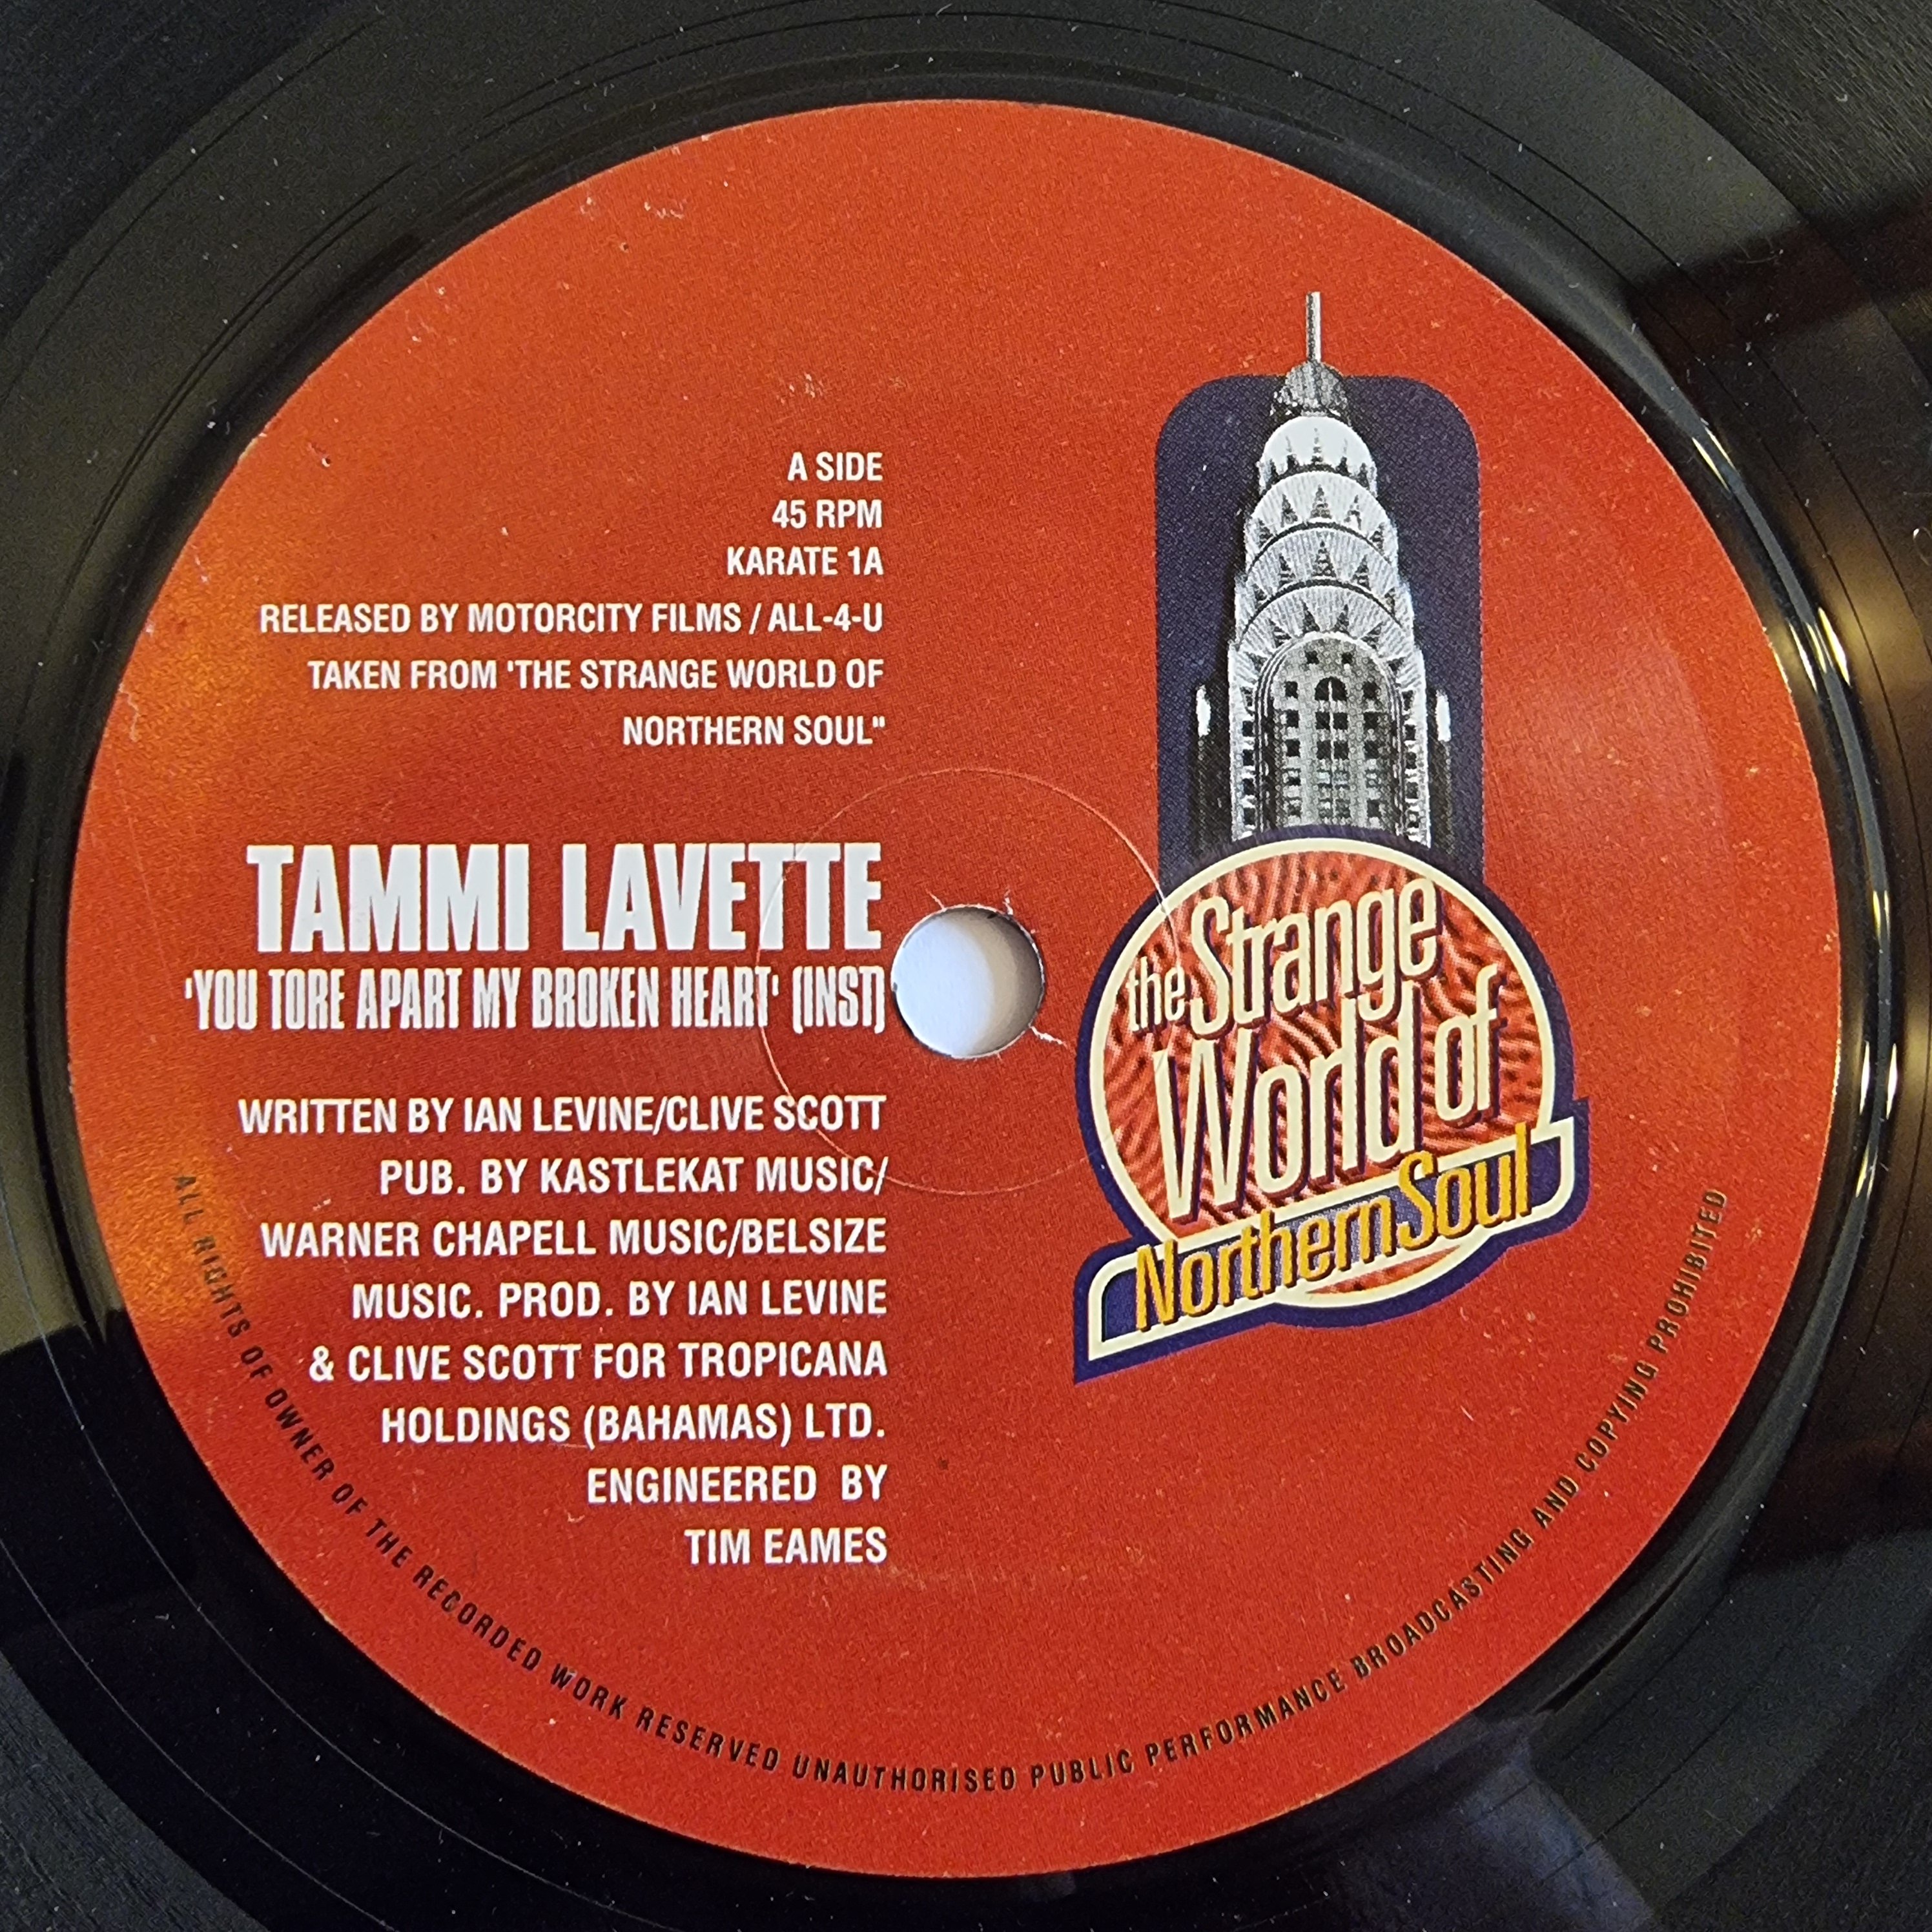 A SIDE
45 RPM
KARATE 1A
RELEASED BY MOTORCITY FILMS / ALL-4-U
TAKEN FROM 'THE STRANGE WORLD OF
NORTHERN SOUL"
TAMMI LAVETTE
'YOU TORE APART MY BROKEN HEART' (INST)
WRITTEN BY IAN LEVINE/CLIVE SCOTT
PUB. BY KASTLEKAT MUSIC/
WARNER CHAPELL MUSIC/BELSIZE
MUSIC. PROD. BY IAN LEVINE
& CLIVE SCOTT FOR TROPICANA
HOLDINGS (BAHAMAS) LTD.
ENGINEERED BY
TIM EAMES
the Strange
World of
Northern Soul
ALL RIGHTS OF OWNER OF THE RECORDED WORK RESERVED UNAUTHORISED PUBLIC PERFORMANCE BROADCASTING AND COPYING PROHIBITED